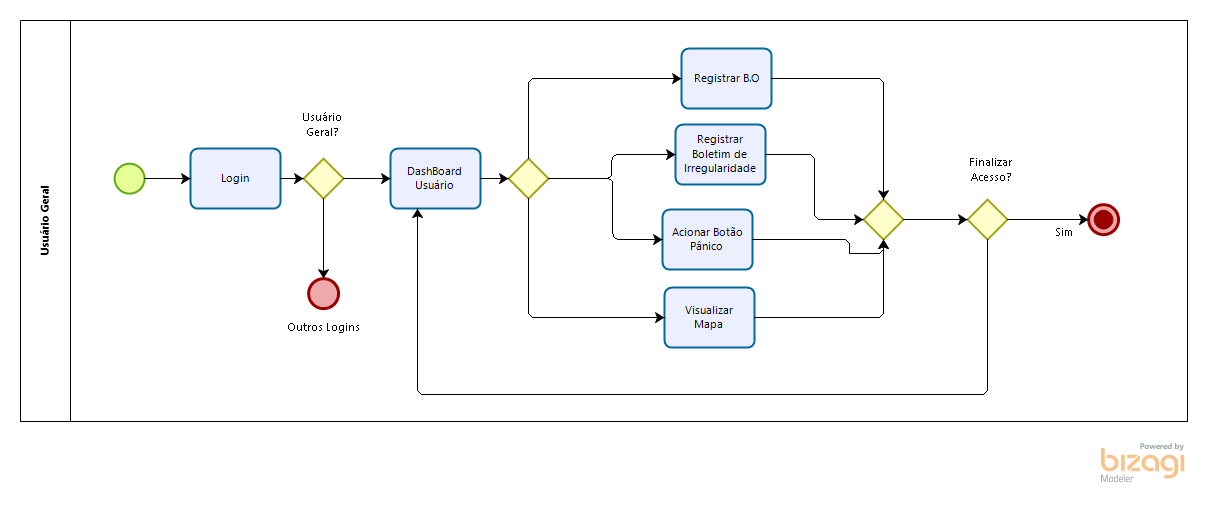 Usuário Geral
Login
Usuário
Geral?
Outros Logins
DashBoard
Usuário
Registrar B.O
Registrar
Boletim de
Irregularidade
Acionar Botão
Pânico
Visualizar
Mapa
Finalizar
Acesso?
Sim
Powered by
bizagi
Modeler